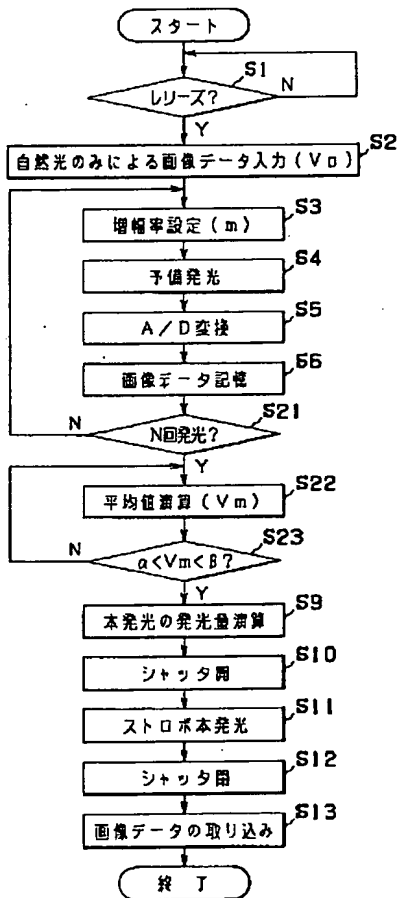 スタート
S1
レリーズ?
N
Y
S2
自然光のみによる画像データ入力(V0)
S3
増幅率設定(m)
S4
予備発光
S5
A/D変換
S6
画像データ記憶
S21
N回発光?
N
Y
S22
平均値演算(Vm)
S23
α<Vm<β?
N
Y
S9
本発光の発光量演算
S10
シャッタ開
S11
ストロボ本発光
S12
シャッタ閉
S13
画像データの取り込み
終了